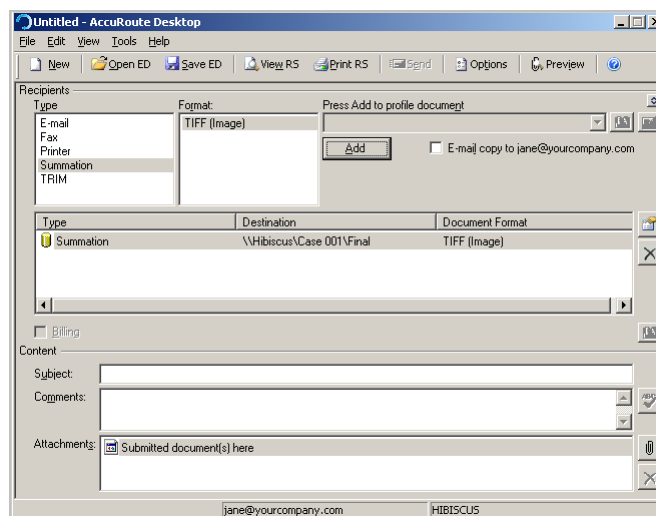 Untitled - AccuRoute Desktop
File Edit View Tools Help
New Open ED Save ED View RS Print RS Send Options Preview
Recipients
Type Format: Press Add to profile document
E-mail TIFF (Image)
Fax
Printer
Summation
TRIM
Add E-mail copy to jane@yourcompany.com
Type Destination Document Format
Summation \\Hibiscus\Case 001\Final TIFF (Image)
Billing
Content
Subject:
Comments:
Attachments: Submitted document(s) here
jane@yourcompany.com HIBISCUS